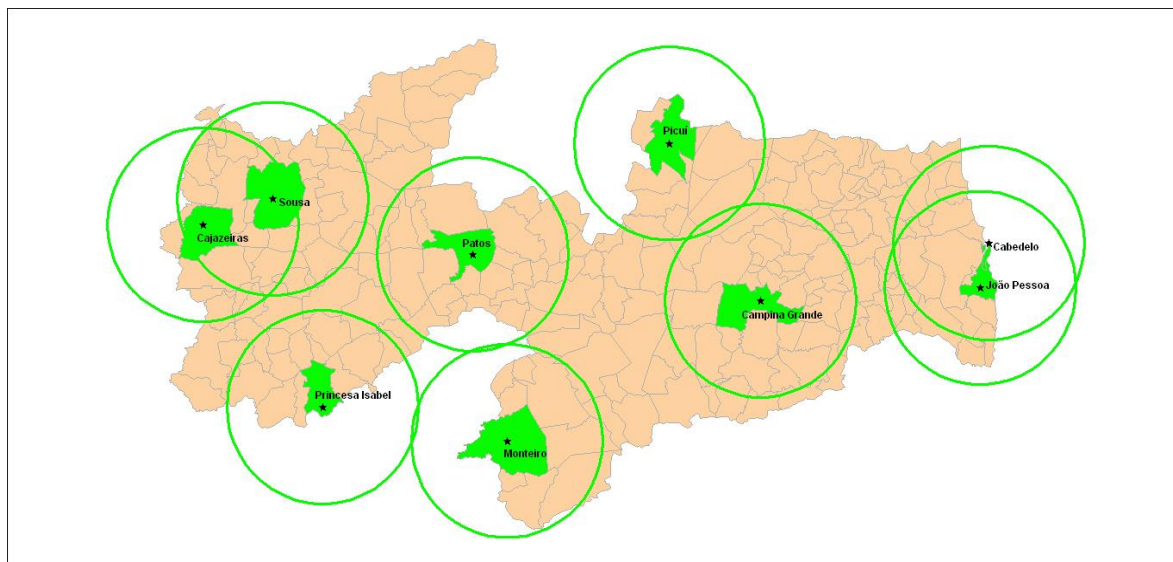 Picuí
Sousa
Cajazeiras
Patos
Cabedelo
João Pessoa
Campina Grande
Princesa Isabel
Monteiro